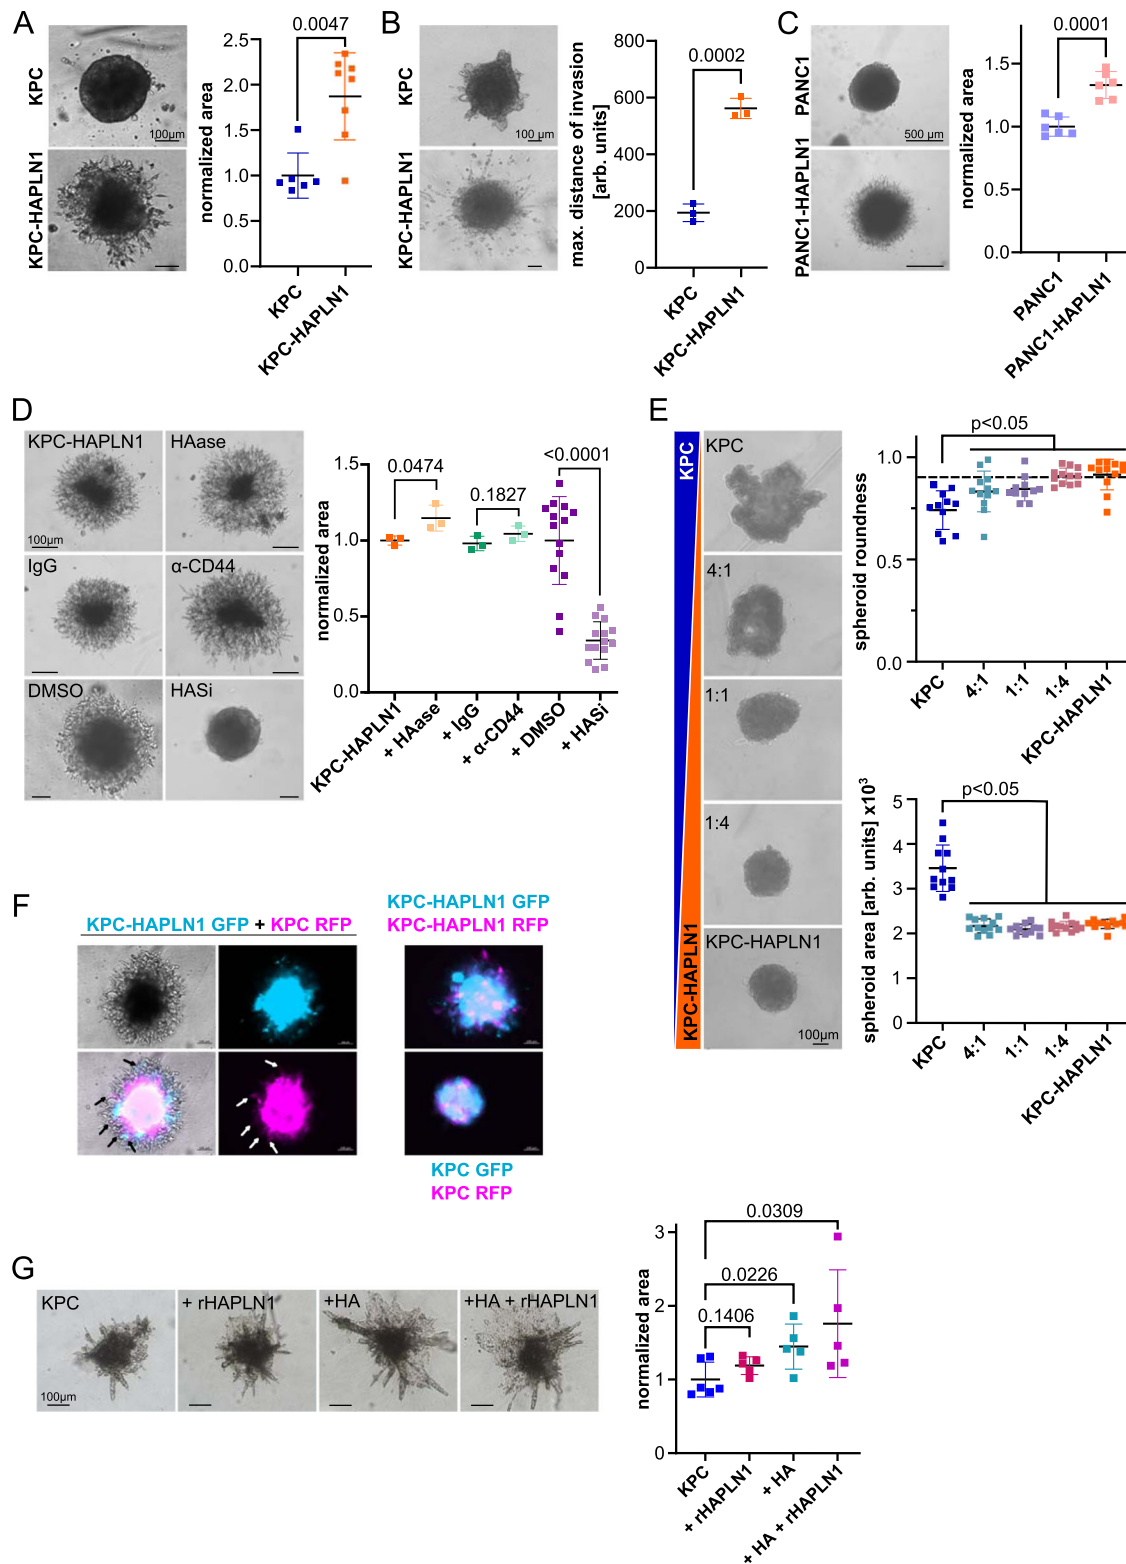 A
KPC
100µm
KPC-HAPLN1
normalized area
2.5
2.0
1.5
1.0
0.5
0.0
0.0047
KPC
KPC-HAPLN1
B
KPC
100 µm
KPC-HAPLN1
max. distance of invasion
[arb. units]
800
600
400
200
0
0.0002
KPC
KPC-HAPLN1
C
PANC1
500 µm
PANC1-HAPLN1
normalized area
1.5
1.0
0.5
0.0
0.0001
PANC1
PANC1-HAPLN1
D
KPC-HAPLN1
HAase
100µm
IgG
α-CD44
DMSO
HASi
normalized area
1.5
1.0
0.5
0.0
0.0474
0.1827
<0.0001
KPC-HAPLN1
+ HAase
+ IgG
+ α-CD44
+ DMSO
+ HASi
E
KPC
KPC-HAPLN1
KPC
4:1
1:1
1:4
KPC-HAPLN1
100µm
spheroid roundness
1.0
0.5
0.0
p<0.05
KPC
4:1
1:1
1:4
KPC-HAPLN1
spheroid area [arb. units] x10³
5
4
3
2
1
0
p<0.05
KPC
4:1
1:1
1:4
KPC-HAPLN1
F
KPC-HAPLN1 GFP + KPC RFP
KPC-HAPLN1 GFP
KPC-HAPLN1 RFP
KPC GFP
KPC RFP
G
KPC
+ rHAPLN1
+HA
+HA + rHAPLN1
100µm
normalized area
3
2
1
0
0.0309
0.0226
0.1406
KPC
+ rHAPLN1
+ HA
+ HA + rHAPLN1